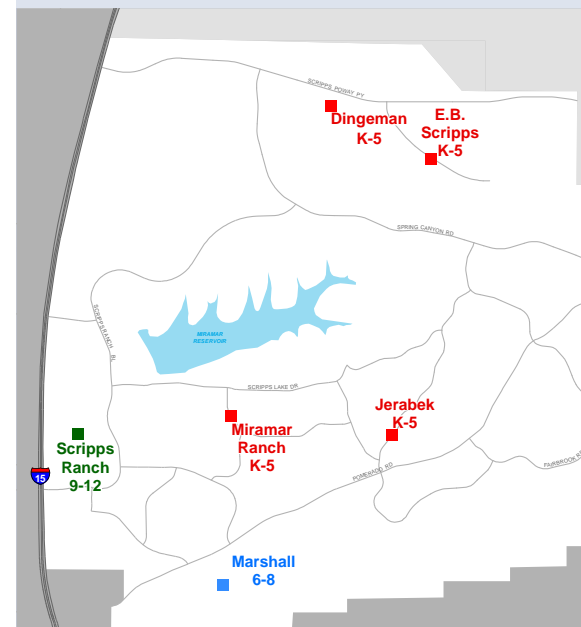 SCRIPPS POWAY PY
Dingeman
K-5
E.B.
Scripps
K-5
SPRING CANYON RD
SCRIPPS RANCH BL
MIRAMAR
RESERVOIR
SCRIPPS LAKE DR
Miramar
Ranch
K-5
Jerabek
K-5
Scripps
Ranch
9-12
15
POMERADO RD
FAIRBROOK R
Marshall
6-8